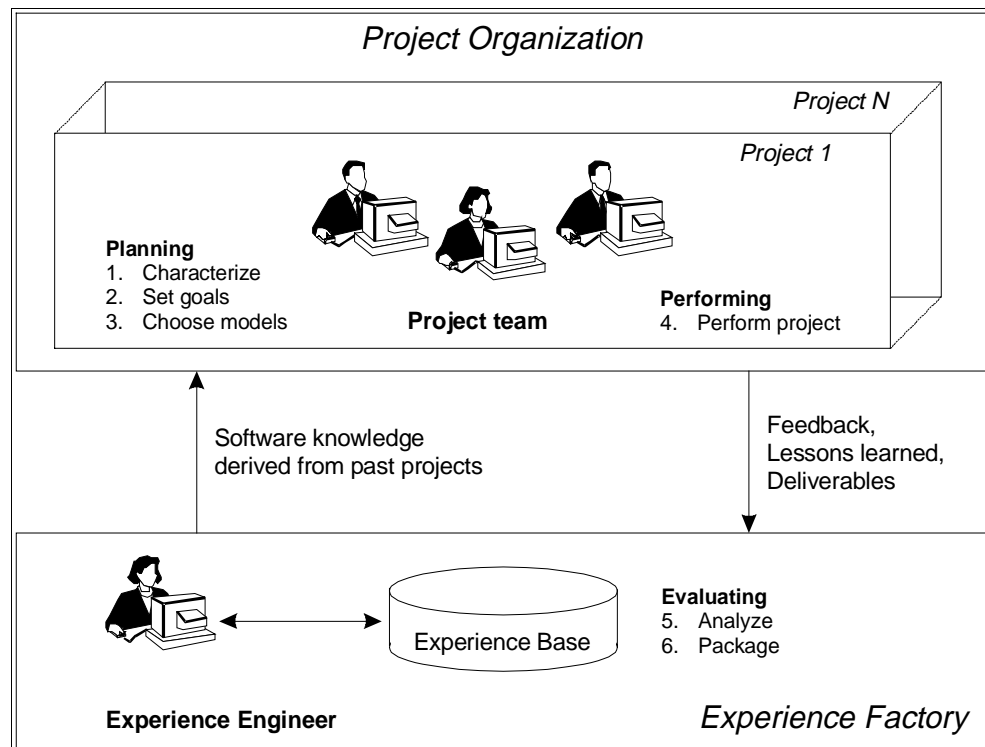 Project Organization
Project N
Project 1
Planning
1. Characterize
2. Set goals
3. Choose models
Project team
Performing
4. Perform project
Software knowledge
derived from past projects
Feedback,
Lessons learned,
Deliverables
Experience Base
Evaluating
5. Analyze
6. Package
Experience Engineer
Experience Factory